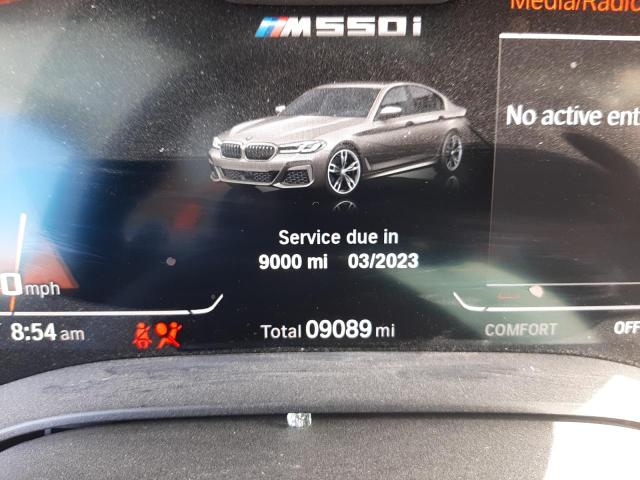 Media/Radio
M550i
No active ent
Service due in
9000 mi 03/2023
0 mph
8:54 am
Total 09089 mi
COMFORT
OFF